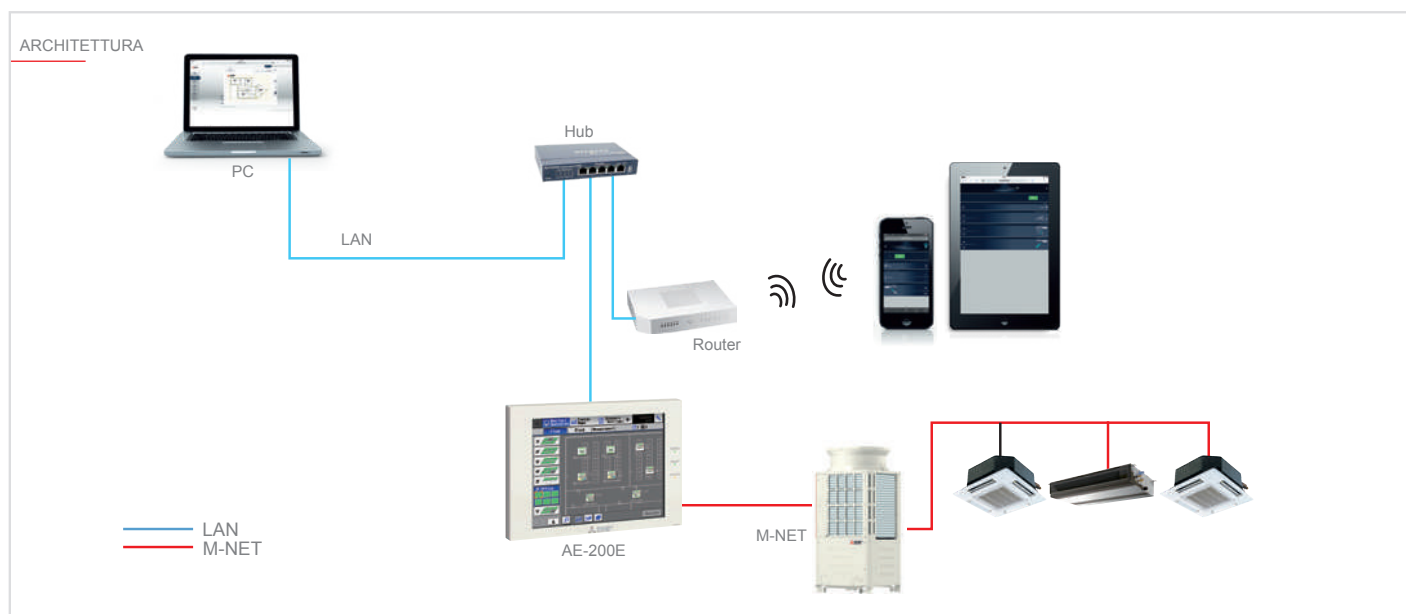 ARCHITETTURA
Hub
PC
LAN
Router
M-NET
AE-200E
LAN
M-NET